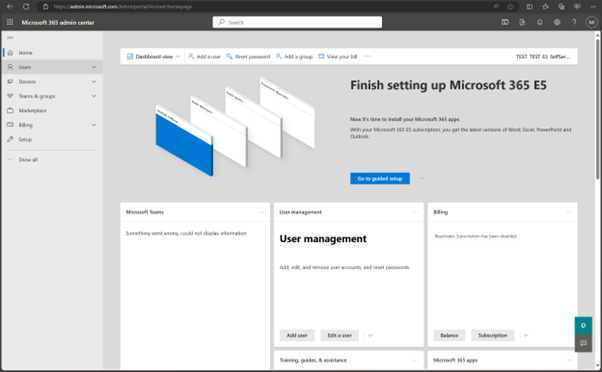 https://admin.microsoft.com/Adminportal/Home#/homepage
Microsoft 365 admin center
Search
MI
Home
Users
Devices
Teams & groups
Marketplace
Billing
Setup
Show all
Dashboard view
Add a user
Reset password
Add a group
View your bill
TEST TEST E3 SelfSer...
Finish setting up Microsoft 365 E5
Now it's time to install your Microsoft 365 apps
With your Microsoft 365 E5 subscription, you get the latest versions of Word, Excel, PowerPoint and
Outlook.
Go to guided setup
Microsoft Teams
Something went wrong, could not display information
User management
User management
Add, edit, and remove user accounts, and reset passwords.
Add user
Edit a user
Billing
Reactivate, Subscription has been disabled.
Balance
Subscription
Training, guides, & assistance
Microsoft 365 apps